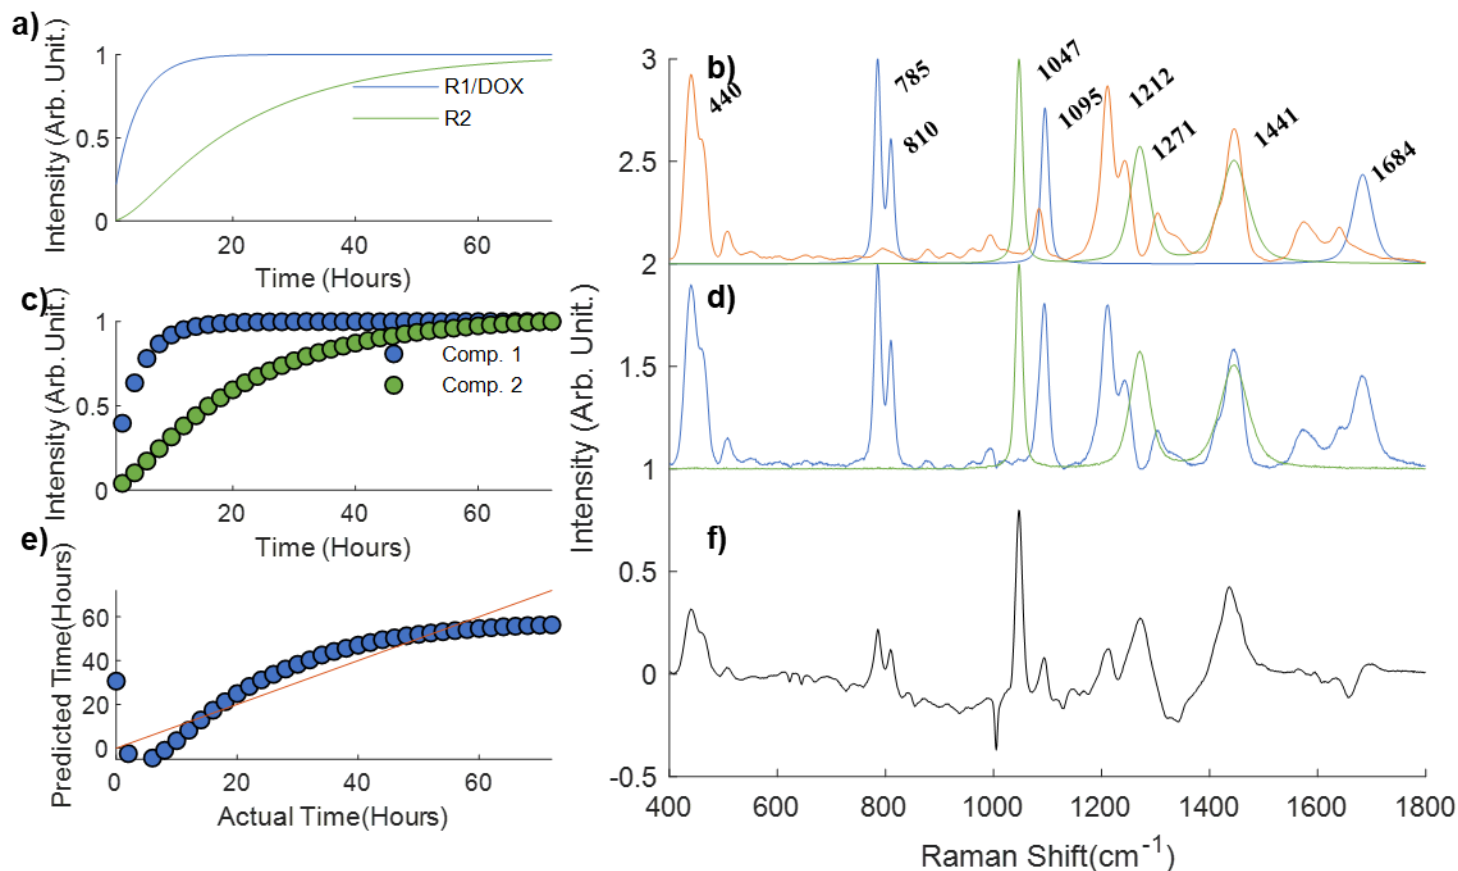 a)
Intensity (Arb. Unit.)
1
0.5
0
20
40
60
Time (Hours)
R1/DOX
R2
b)
3
2.5
2
440
785
810
1047
1095
1212
1271
1441
1684
c)
Intensity (Arb. Unit.)
1
0.5
0
20
40
60
Time (Hours)
Comp. 1
Comp. 2
d)
1.5
1
Intensity (Arb. Unit.)
e)
Predicted Time(Hours)
60
40
20
0
0
20
40
60
Actual Time(Hours)
f)
0.5
0
-0.5
400
600
800
1000
1200
1400
1600
1800
Raman Shift(cm⁻¹)